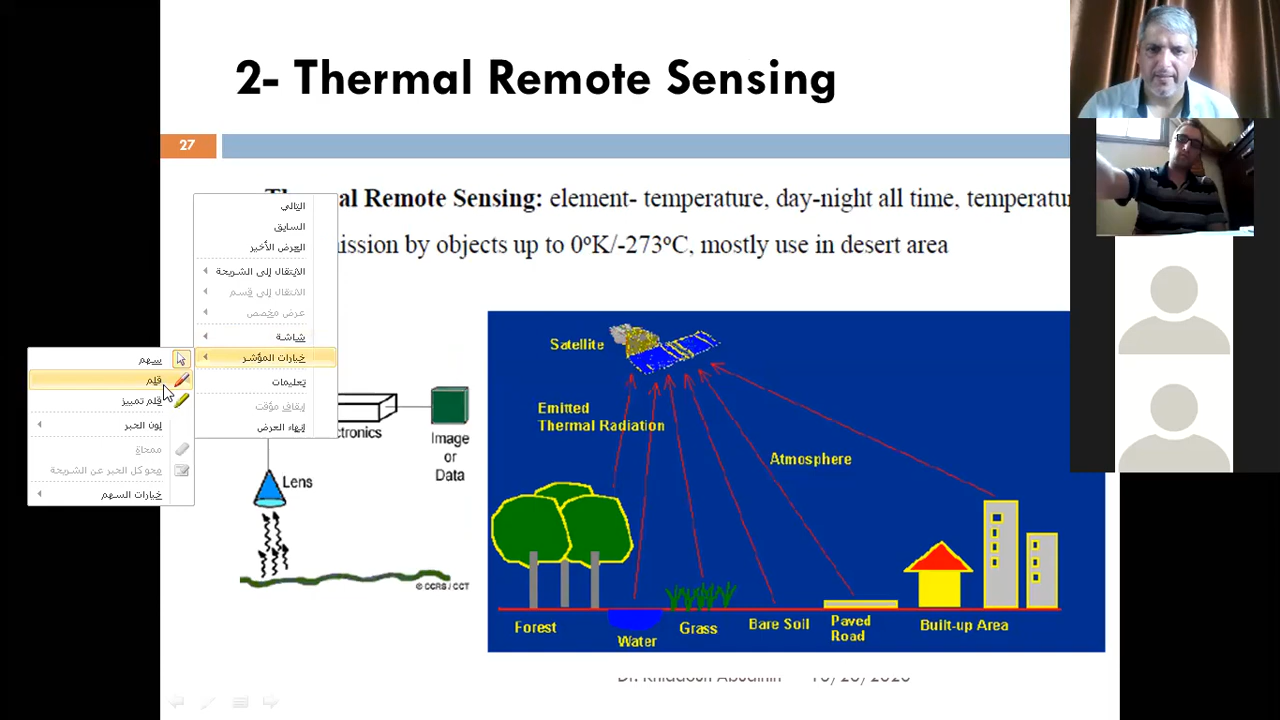 2- Thermal Remote Sensing
27
al Remote Sensing: element- temperature, day-night all time, temperatur
mission by objects up to 0°K/-273°C, mostly use in desert area
التالي
السابق
العرض الأخير
الانتقال إلى الشريحة
الانتقال إلى قسم
عرض مخصص
شاشة
خيارات المؤشر
تعليمات
إيقاف مؤقت
إنهاء العرض
سهم
قلم
قلم تمييز
لون الحبر
ممحاة
محو كل الحبر عن الشريحة
خيارات السهم
ctronics
Image
or
Data
Lens
© CCRS / CCT
Satellite
Emitted
Thermal Radiation
Atmosphere
Forest
Water
Grass
Bare Soil
Paved
Road
Built-up Area